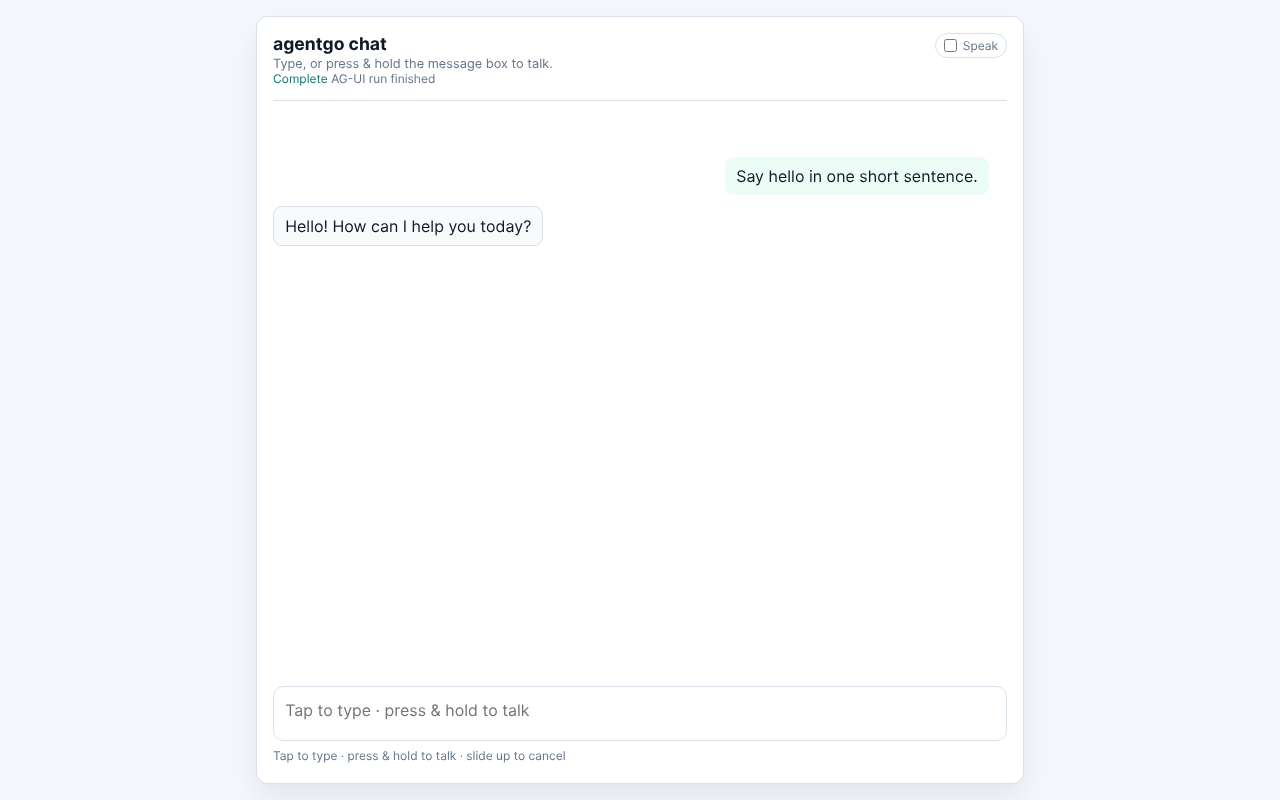 agentgo chat
Speak
Type, or press & hold the message box to talk.
Complete AG-UI run finished
Say hello in one short sentence.
Hello! How can I help you today?
Tap to type · press & hold to talk
Tap to type · press & hold to talk · slide up to cancel